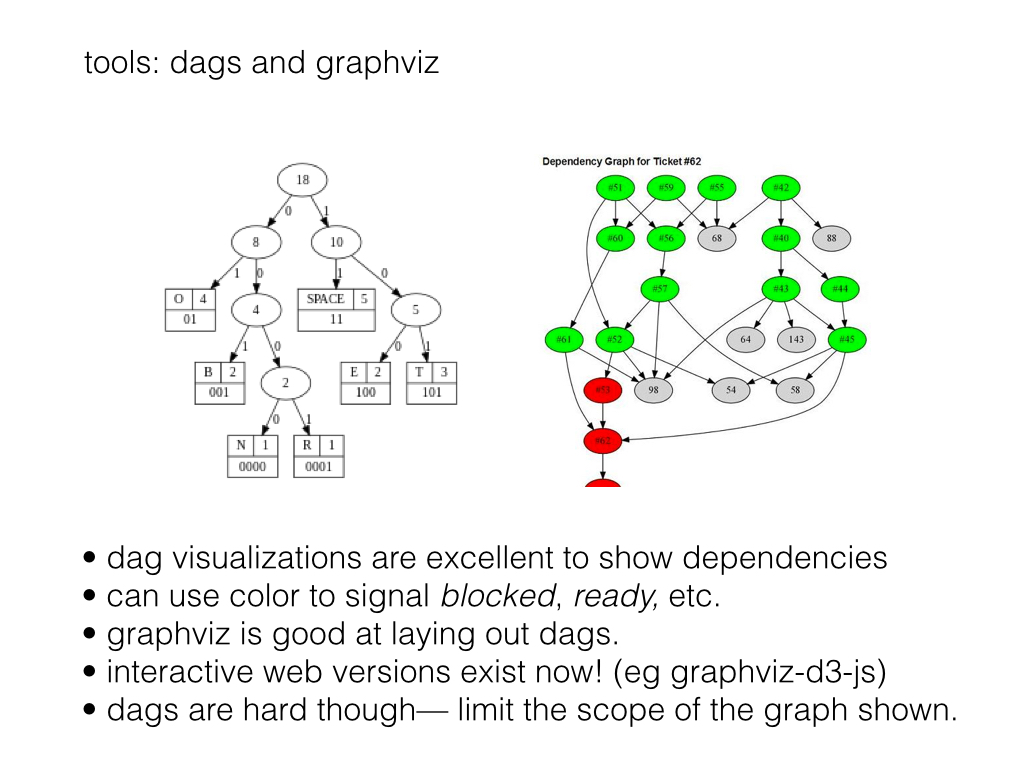 tools: dags and graphviz
18
0 1
8 10
1 0 1 0
O 4
01
4
SPACE 5
11
5
1 0 0 1
B 2
001
2
E 2
100
T 3
101
0 1
N 1
0000
R 1
0001
Dependency Graph for Ticket #62
#51 #59 #55 #42
#60 #56 68 #40 88
#57 #43 #44
#61 #52 64 143 #45
#53 98 54 58
#62
• dag visualizations are excellent to show dependencies
• can use color to signal blocked, ready, etc.
• graphviz is good at laying out dags.
• interactive web versions exist now! (eg graphviz-d3-js)
• dags are hard though— limit the scope of the graph shown.